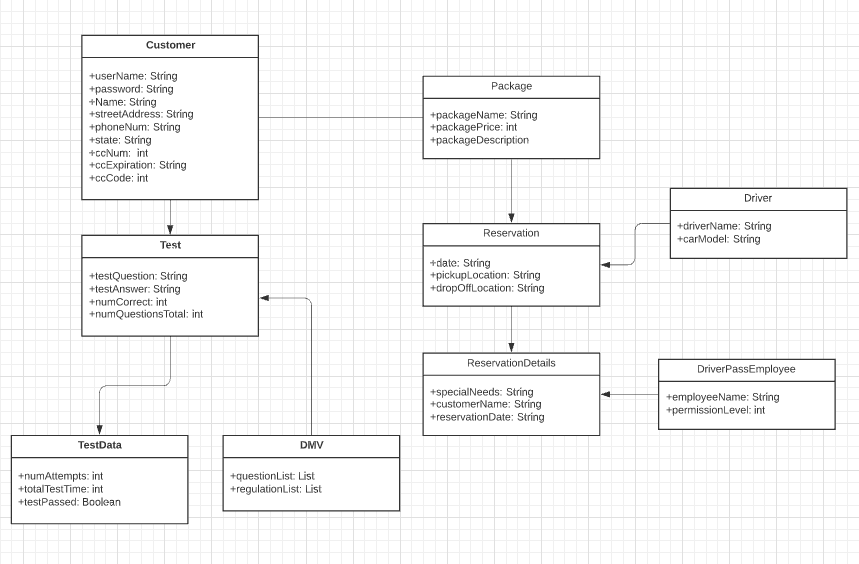 Customer
+userName: String
+password: String
+Name: String
+streetAddress: String
+phoneNum: String
+state: String
+ccNum: int
+ccExpiration: String
+ccCode: int
Package
+packageName: String
+packagePrice: int
+packageDescription
Driver
+driverName: String
+carModel: String
Test
+testQuestion: String
+testAnswer: String
+numCorrect: int
+numQuestionsTotal: int
Reservation
+date: String
+pickupLocation: String
+dropOffLocation: String
ReservationDetails
+specialNeeds: String
+customerName: String
+reservationDate: String
DriverPassEmployee
+employeeName: String
+permissionLevel: int
TestData
+numAttempts: int
+totalTestTime: int
+testPassed: Boolean
DMV
+questionList: List
+regulationList: List